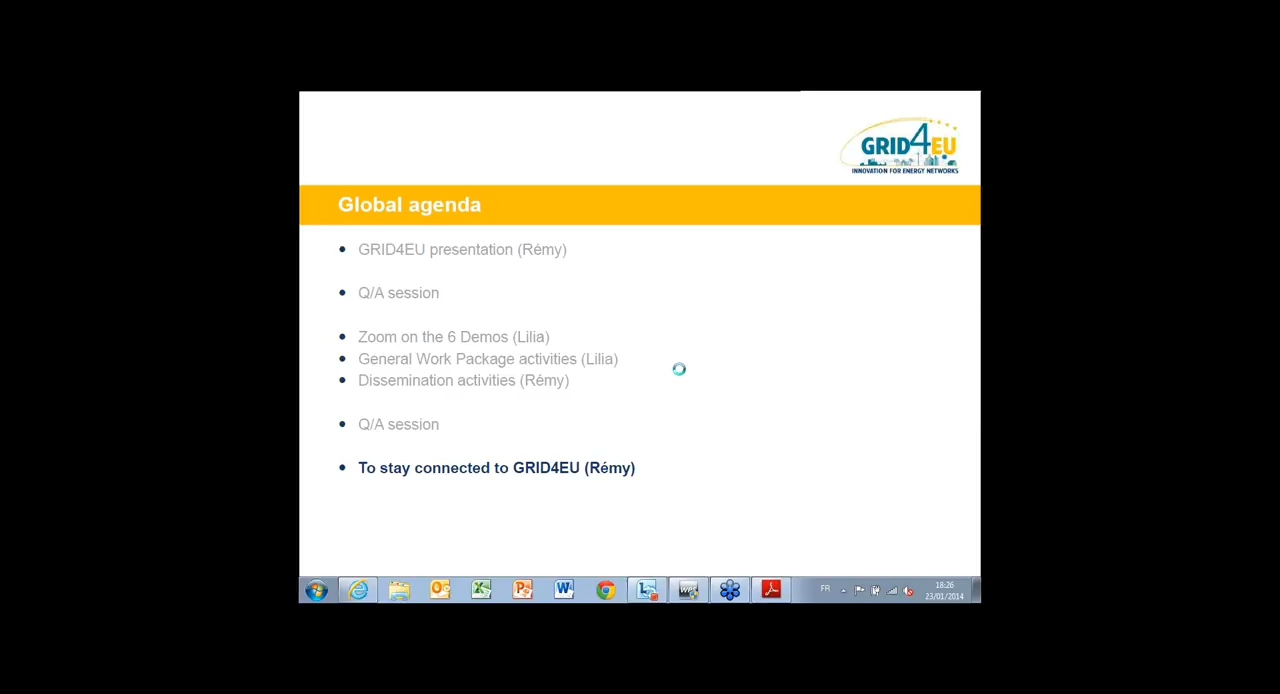 GRID4EU
INNOVATION FOR ENERGY NETWORKS
Global agenda
• GRID4EU presentation (Rémy)
• Q/A session
• Zoom on the 6 Demos (Lilia)
• General Work Package activities (Lilia)
• Dissemination activities (Rémy)
• Q/A session
• To stay connected to GRID4EU (Rémy)
FR
18:26
23/01/2014